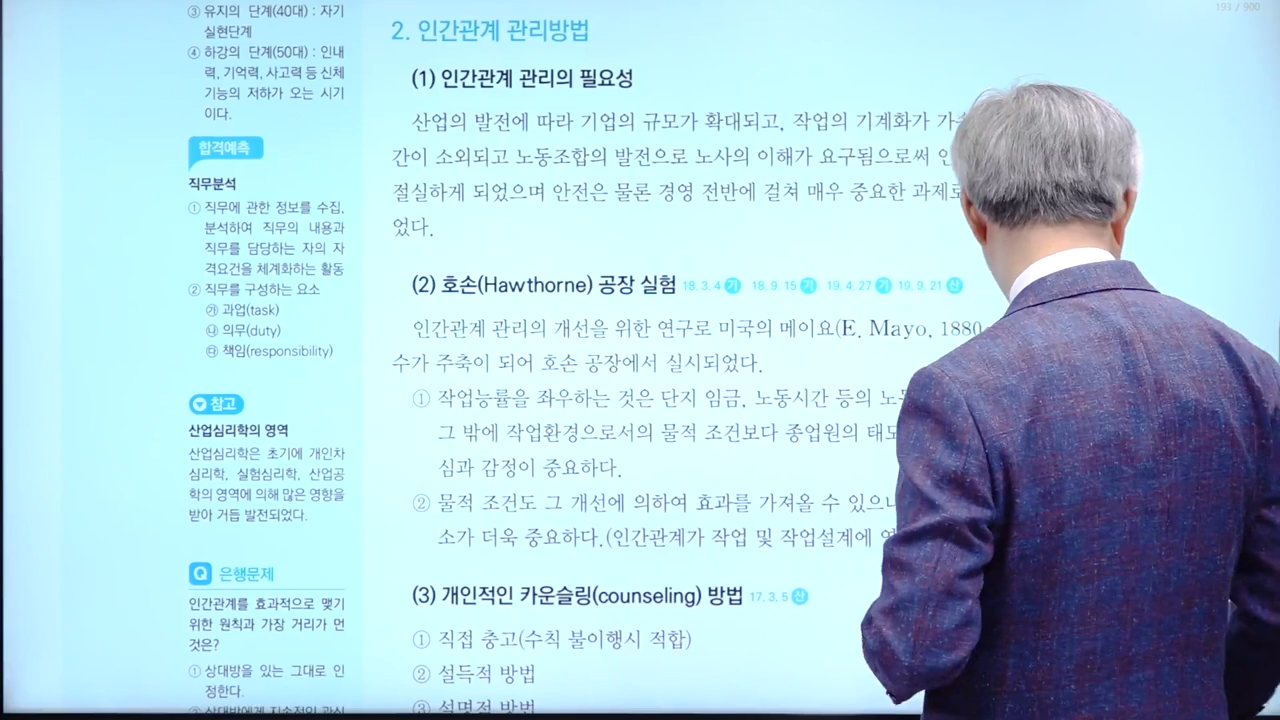 193 / 900
③ 유지의 단계(40대) : 자기
실현단계
④ 하강의 단계(50대) : 인내
력, 기억력, 사고력 등 신체
기능의 저하가 오는 시기
이다.
합격예측
직무분석
① 직무에 관한 정보를 수집,
분석하여 직무의 내용과
직무를 담당하는 자의 자
격요건을 체계화하는 활동
② 직무를 구성하는 요소
㉮ 과업(task)
㉯ 의무(duty)
㉰ 책임(responsibility)
참고
산업심리학의 영역
산업심리학은 초기에 개인차
심리학, 실험심리학, 산업공
학의 영역에 의해 많은 영향을
받아 거듭 발전되었다.
Q 은행문제
인간관계를 효과적으로 맺기
위한 원칙과 가장 거리가 먼
것은?
① 상대방을 있는 그대로 인
정한다.
② 상대방에게 지속적인 관심
2. 인간관계 관리방법
(1) 인간관계 관리의 필요성
산업의 발전에 따라 기업의 규모가 확대되고, 작업의 기계화가
간이 소외되고 노동조합의 발전으로 노사의 이해가 요구됨으로써
절실하게 되었으며 안전은 물론 경영 전반에 걸쳐 매우 중요한 과제로
었다.
(2) 호손(Hawthorne) 공장 실험 18. 3. 4 기 18. 9. 15 기 19. 4. 27 기 19. 9. 21 산
인간관계 관리의 개선을 위한 연구로 미국의 메이요(E. Mayo. 1880
수가 주축이 되어 호손 공장에서 실시되었다.
① 작업능률을 좌우하는 것은 단지 임금, 노동시간 등의
그 밖에 작업환경으로서의 물적 조건보다 종업원의 태도
심과 감정이 중요하다.
② 물적 조건도 그 개선에 의하여 효과를 가져올 수 있으나
소가 더욱 중요하다.(인간관계가 작업 및 작업설계에
(3) 개인적인 카운슬링(counseling) 방법 17. 3. 5 산
① 직접 충고(수칙 불이행시 적합)
② 설득적 방법
③ 설명적 방법